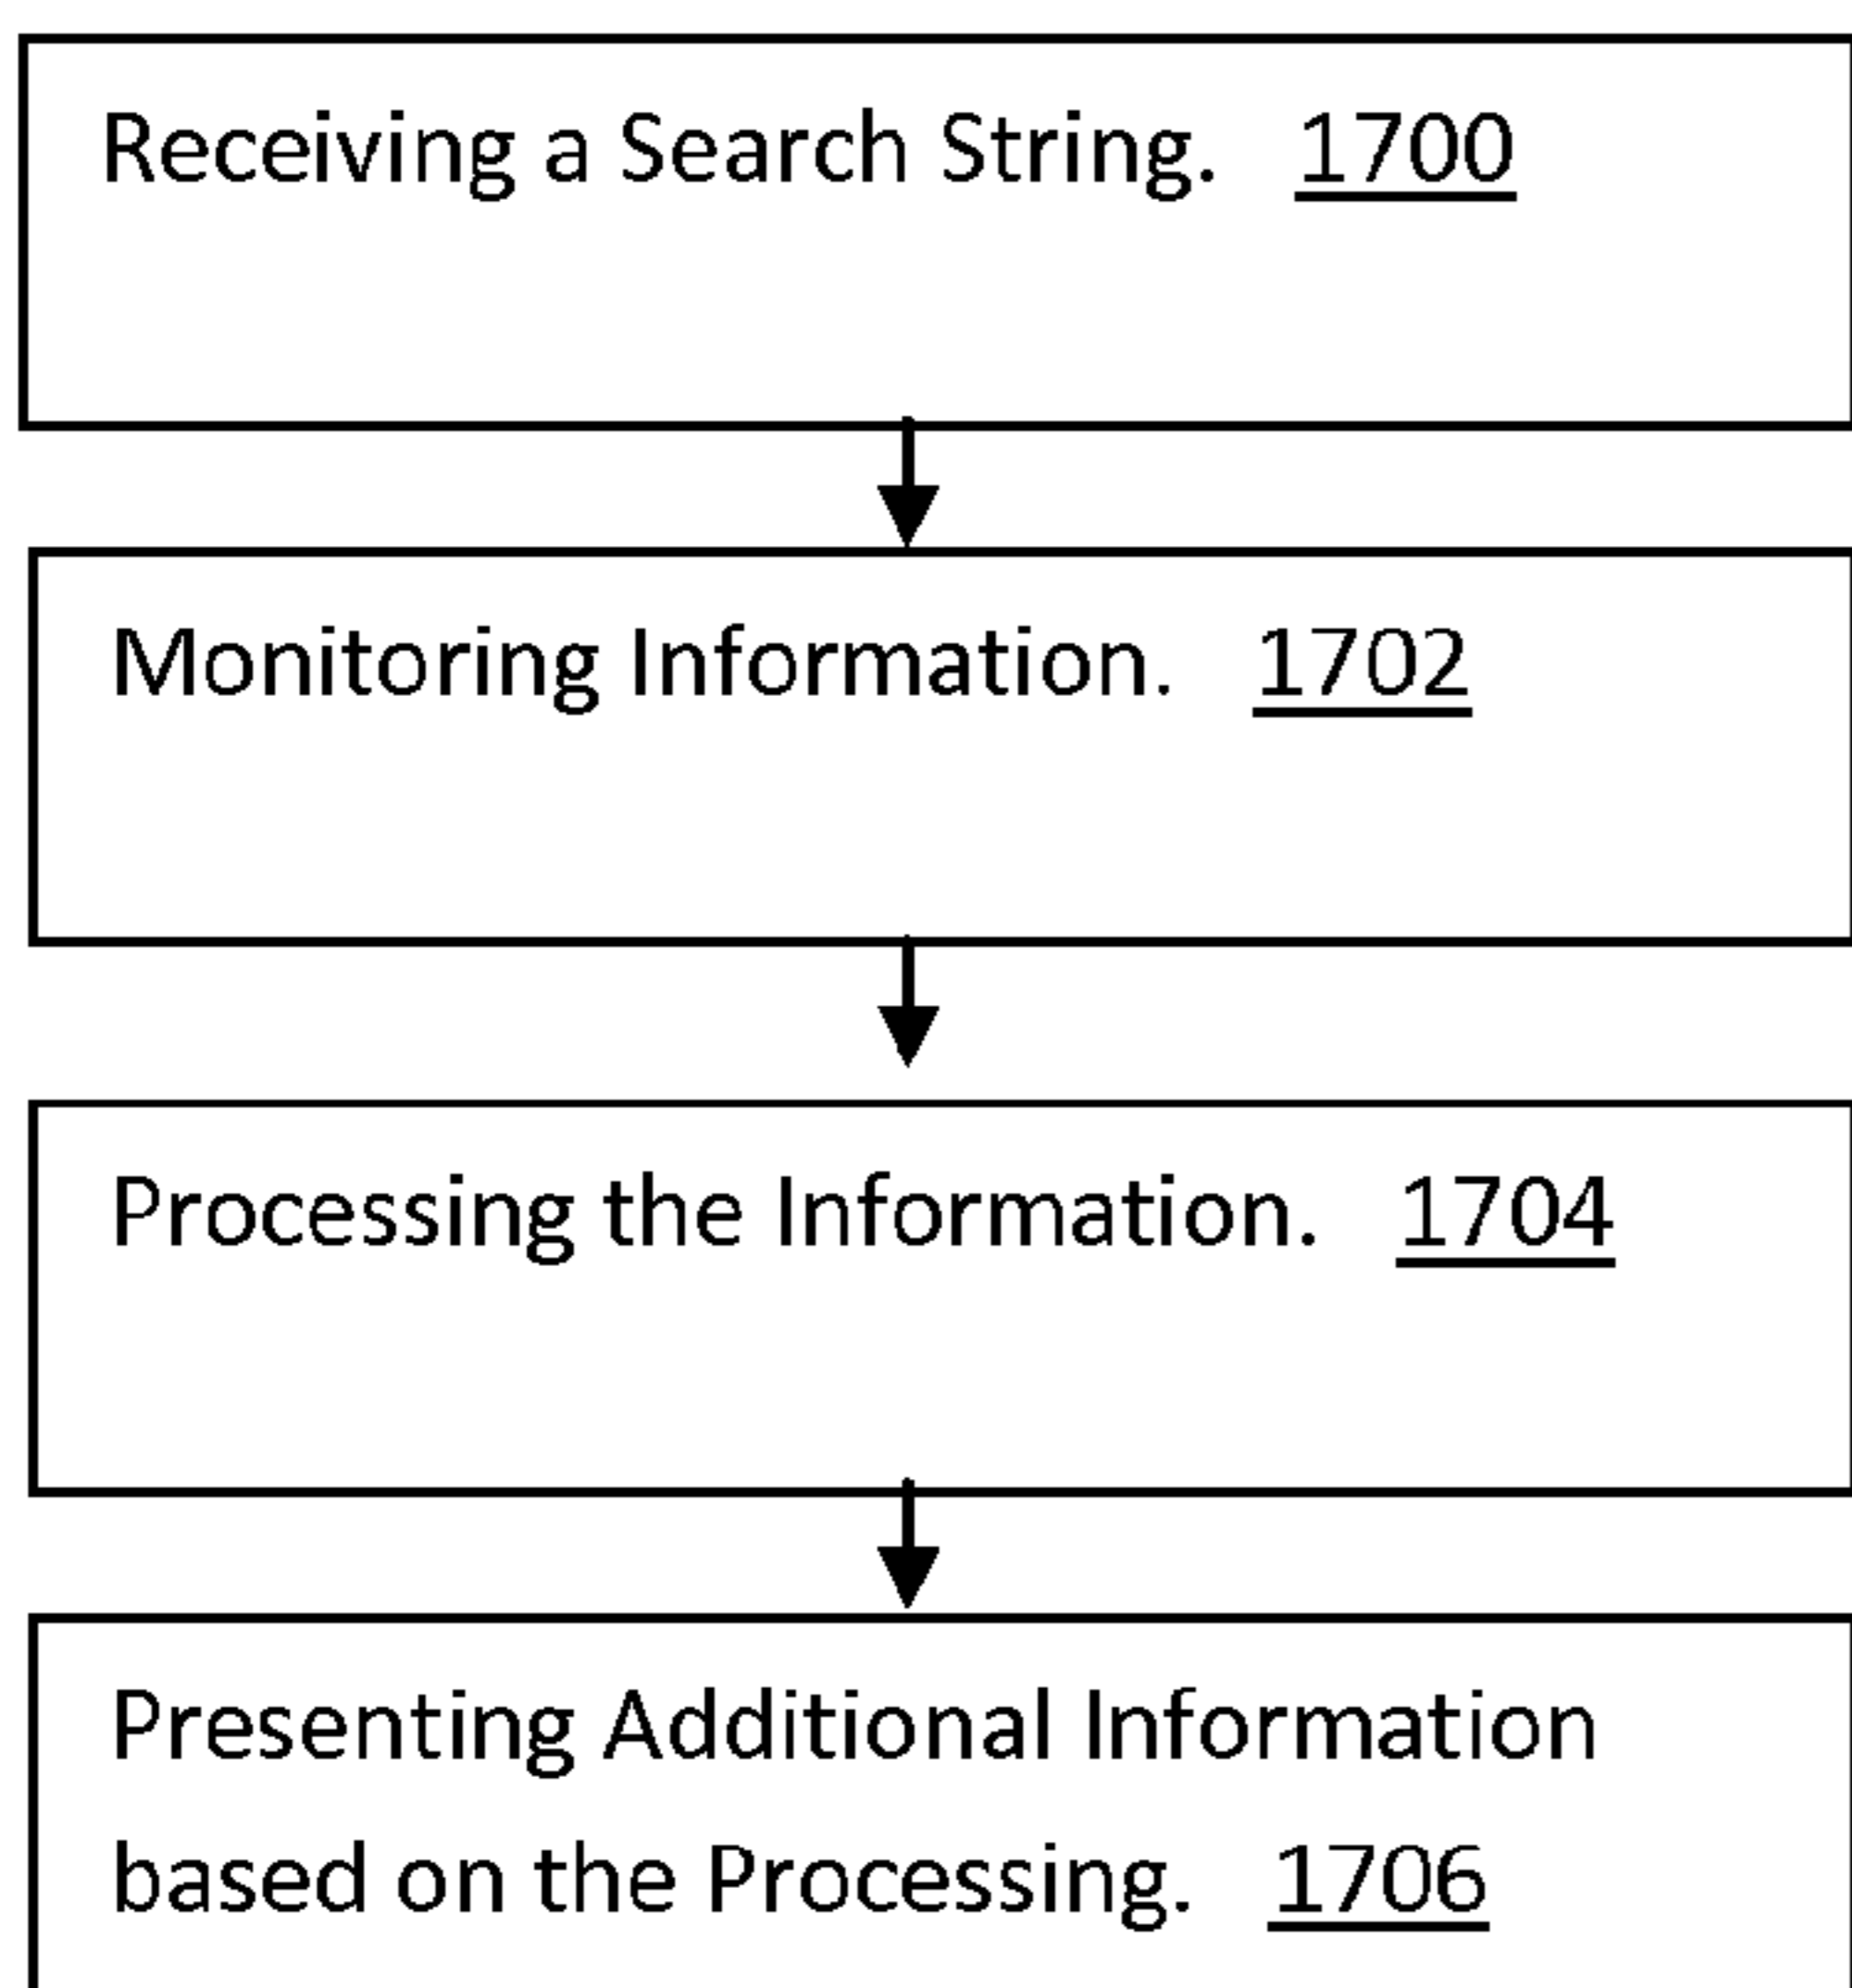 Receiving a Search String. 1700
Monitoring Information. 1702
Processing the Information. 1704
Presenting Additional Information
based on the Processing. 1706